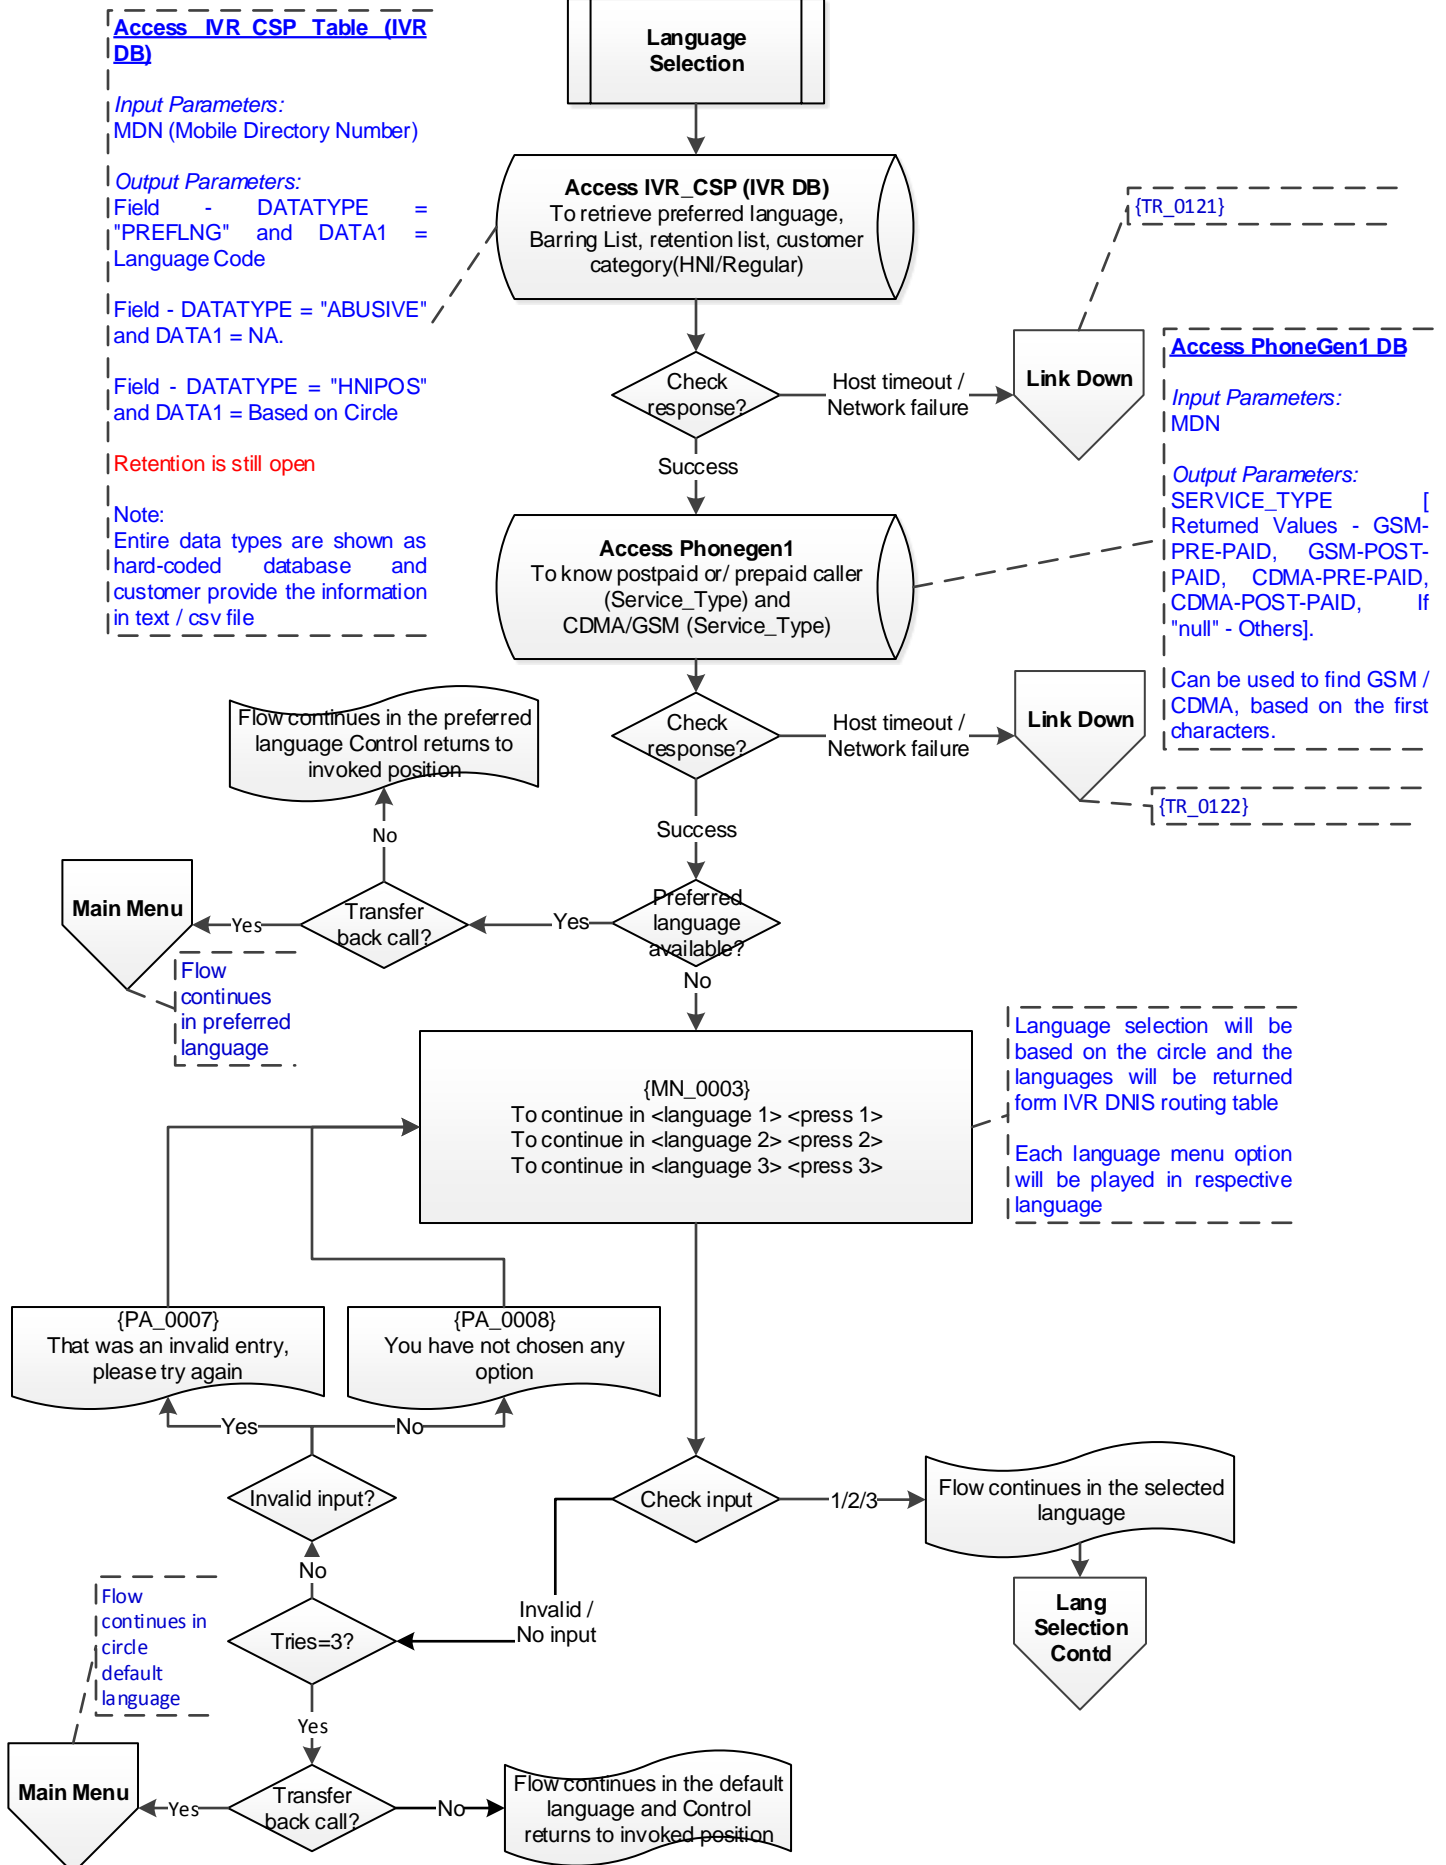 Access IVR CSP Table (IVR
DB)
Input Parameters:
MDN (Mobile Directory Number)
Output Parameters:
Field - DATATYPE =
"PREFLNG" and DATA1 =
Language Code
Field - DATATYPE = "ABUSIVE"
and DATA1 = NA.
Field - DATATYPE = "HNIPOS"
and DATA1 = Based on Circle
Retention is still open
Note:
Entire data types are shown as
hard-coded database and
customer provide the information
in text / csv file
Language
Selection
Access IVR_CSP (IVR DB)
To retrieve preferred language,
Barring List, retention list, customer
category(HNI/Regular)
{TR_0121}
Check
response?
Host timeout /
Network failure
Link Down
Success
Access PhoneGen1 DB
Input Parameters:
MDN
Output Parameters:
SERVICE_TYPE [
Returned Values - GSM-
PRE-PAID, GSM-POST-
PAID, CDMA-PRE-PAID,
CDMA-POST-PAID, If
"null" - Others].
Can be used to find GSM /
CDMA, based on the first
characters.
Access Phonegen1
To know postpaid or/ prepaid caller
(Service_Type) and
CDMA/GSM (Service_Type)
Flow continues in the preferred
language Control returns to
invoked position
Check
response?
Host timeout /
Network failure
Link Down
{TR_0122}
Success
No
Main Menu
Yes
Transfer
back call?
Yes
Preferred
language
available?
No
Flow
continues
in preferred
language
{MN_0003}
To continue in <language 1> <press 1>
To continue in <language 2> <press 2>
To continue in <language 3> <press 3>
Language selection will be
based on the circle and the
languages will be returned
form IVR DNIS routing table
Each language menu option
will be played in respective
language
{PA_0007}
That was an invalid entry,
please try again
{PA_0008}
You have not chosen any
option
Yes
No
Invalid input?
Check input
1/2/3
Flow continues in the selected
language
No
Invalid /
No input
Lang
Selection
Contd
Flow
continues in
circle
default
language
Tries=3?
Yes
Main Menu
Yes
Transfer
back call?
No
Flow continues in the default
language and Control
returns to invoked position